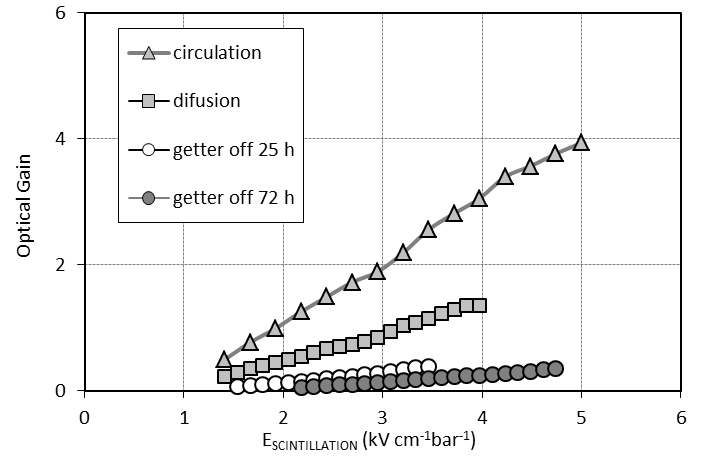 6
circulation
difusion
getter off 25 h
getter off 72 h
4
2
0
Optical Gain
0 1 2 3 4 5 6
ESCINTILLATION (kV cm-1bar-1)